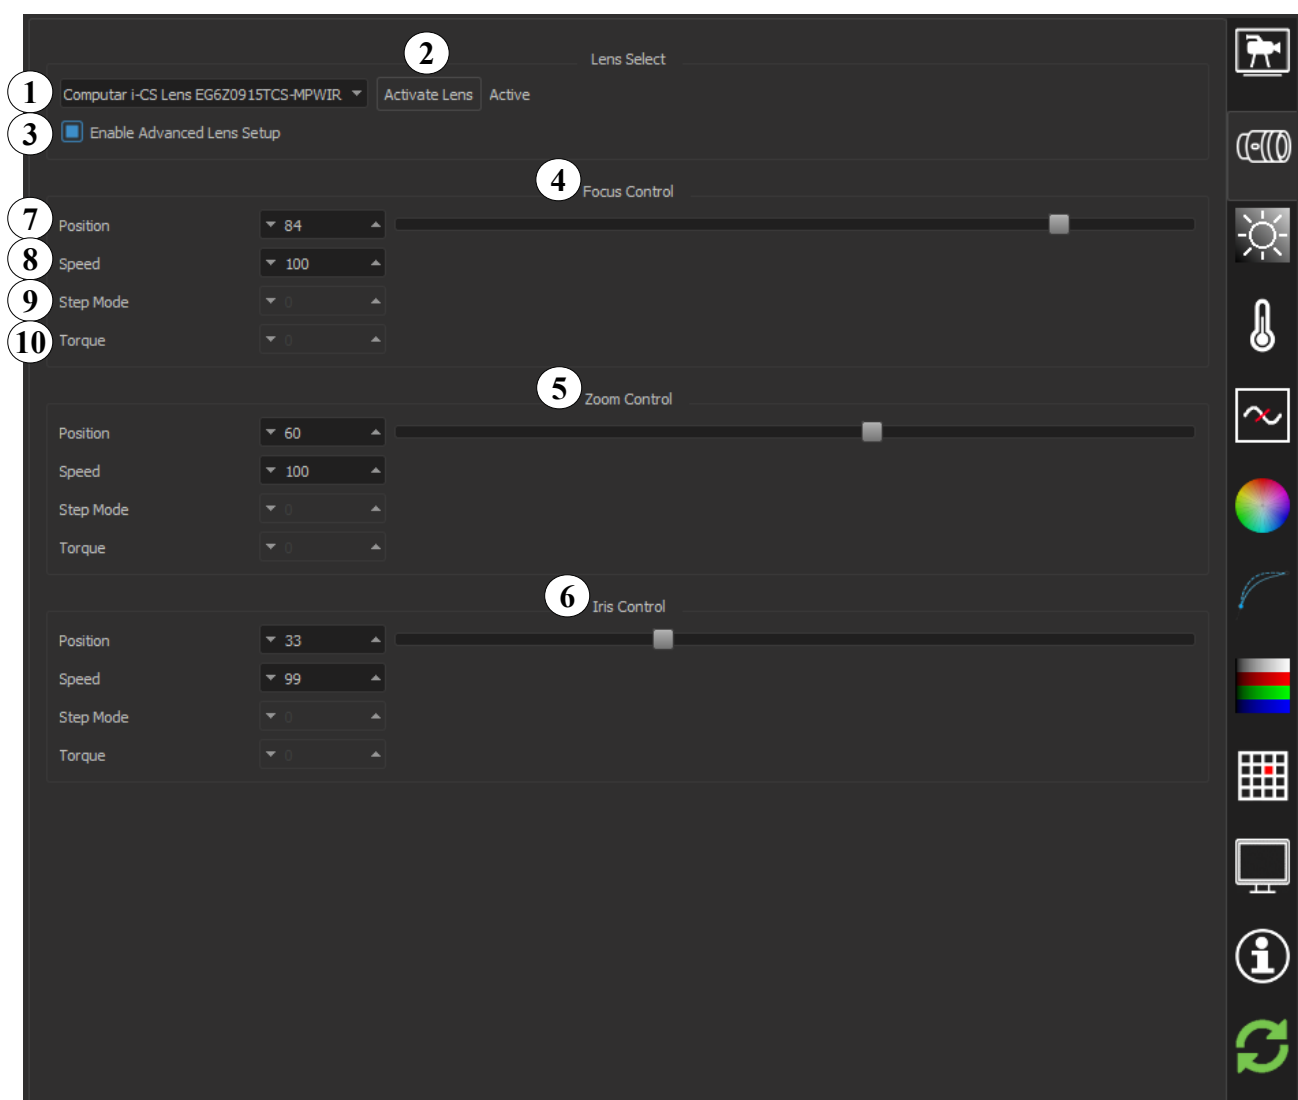 2
Lens Select
1 Computar i-CS Lens EG6Z0915TCS-MPWIR Activate Lens Active
3 Enable Advanced Lens Setup
4 Focus Control
7 Position 84
8 Speed 100
9 Step Mode 0
10 Torque 0
5 Zoom Control
Position 60
Speed 100
Step Mode 0
Torque 0
6 Iris Control
Position 33
Speed 99
Step Mode 0
Torque 0